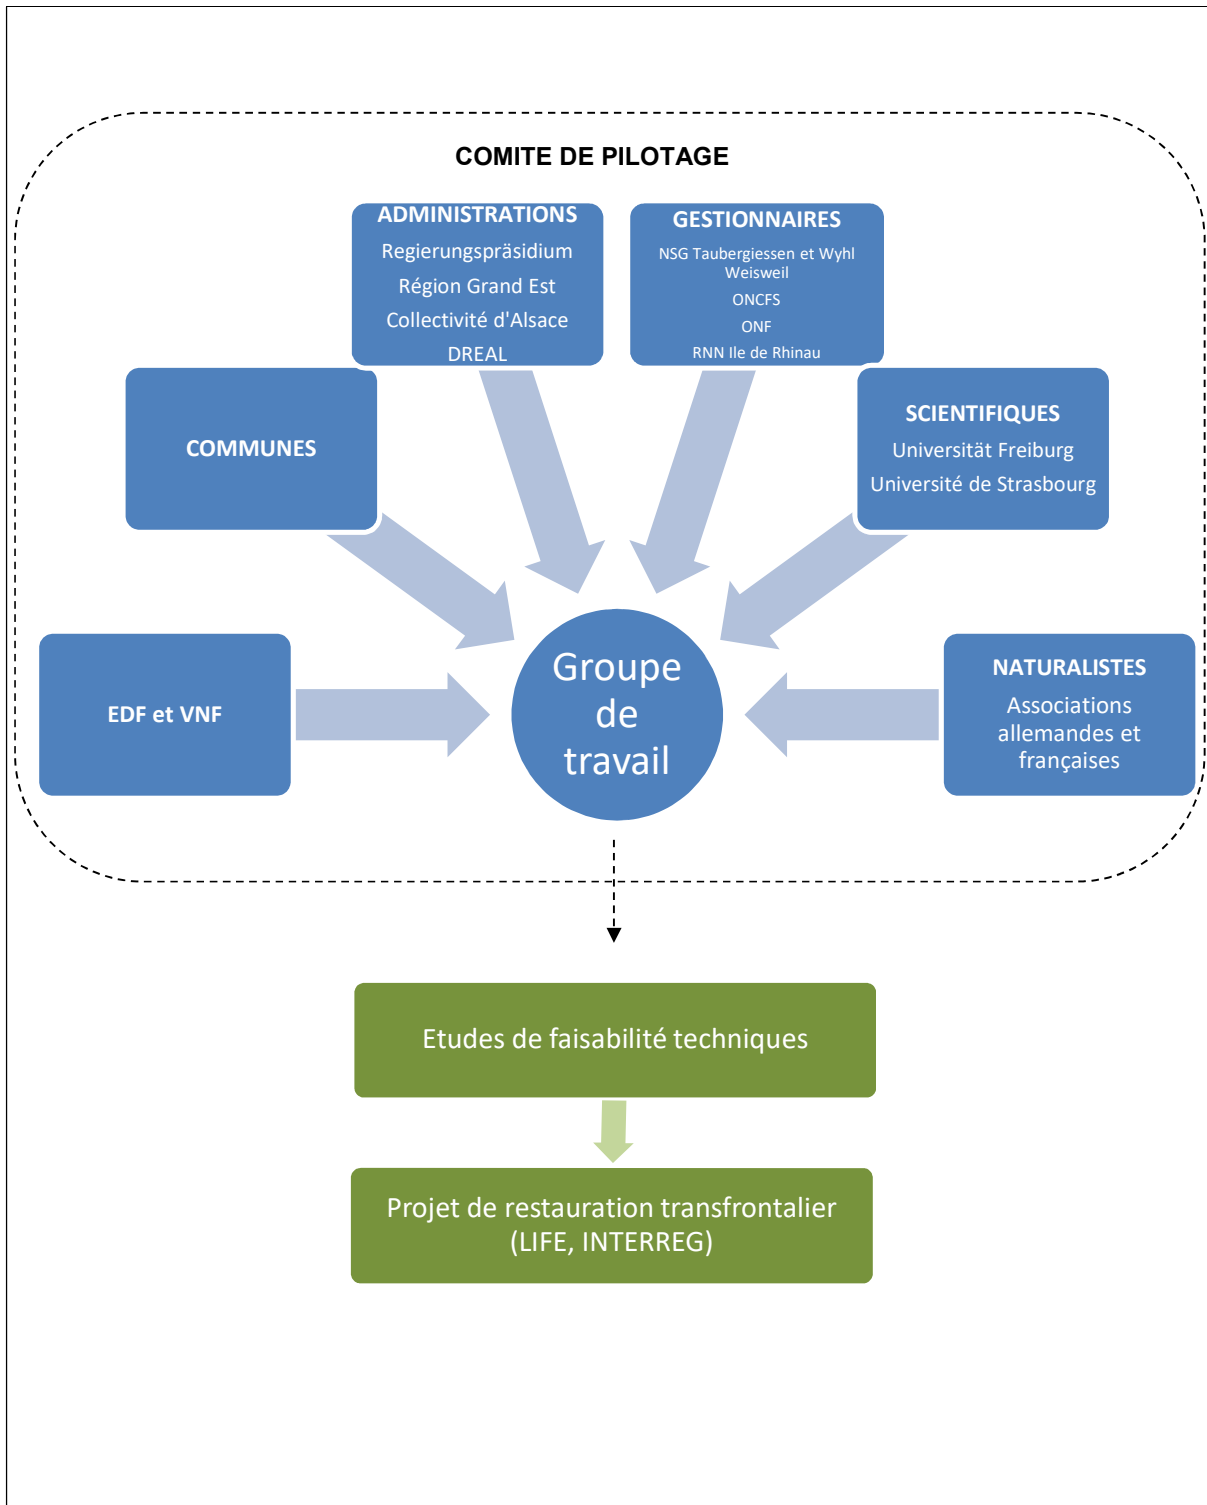 COMITE DE PILOTAGE
ADMINISTRATIONS
Regierungspräsidium
Région Grand Est
Collectivité d'Alsace
DREAL
GESTIONNAIRES
NSG Taubergiessen et Wyhl
Weisweil
ONCFS
ONF
RNN Ile de Rhinau
COMMUNES
SCIENTIFIQUES
Universität Freiburg
Université de Strasbourg
EDF et VNF
Groupe
de
travail
NATURALISTES
Associations
allemandes et
françaises
Etudes de faisabilité techniques
Projet de restauration transfrontalier
(LIFE, INTERREG)